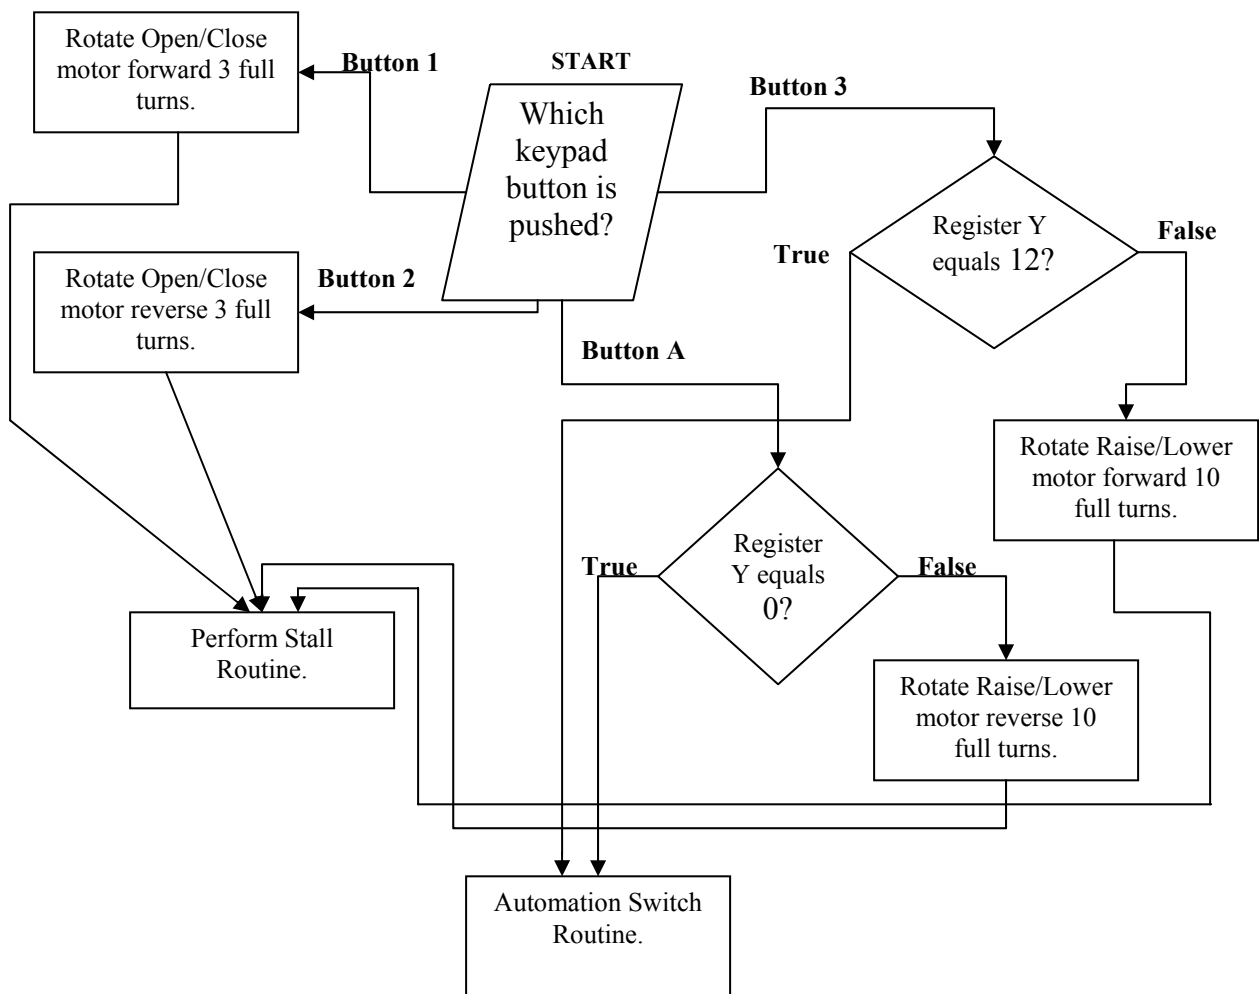 START
Which
keypad
button is
pushed?
Button 1
Rotate Open/Close
motor forward 3 full
turns.
Button 2
Rotate Open/Close
motor reverse 3 full
turns.
Button 3
Register Y
equals 12?
True
False
Rotate Raise/Lower
motor forward 10
full turns.
Button A
Register
Y equals
0?
True
False
Rotate Raise/Lower
motor reverse 10
full turns.
Perform Stall
Routine.
Automation Switch
Routine.